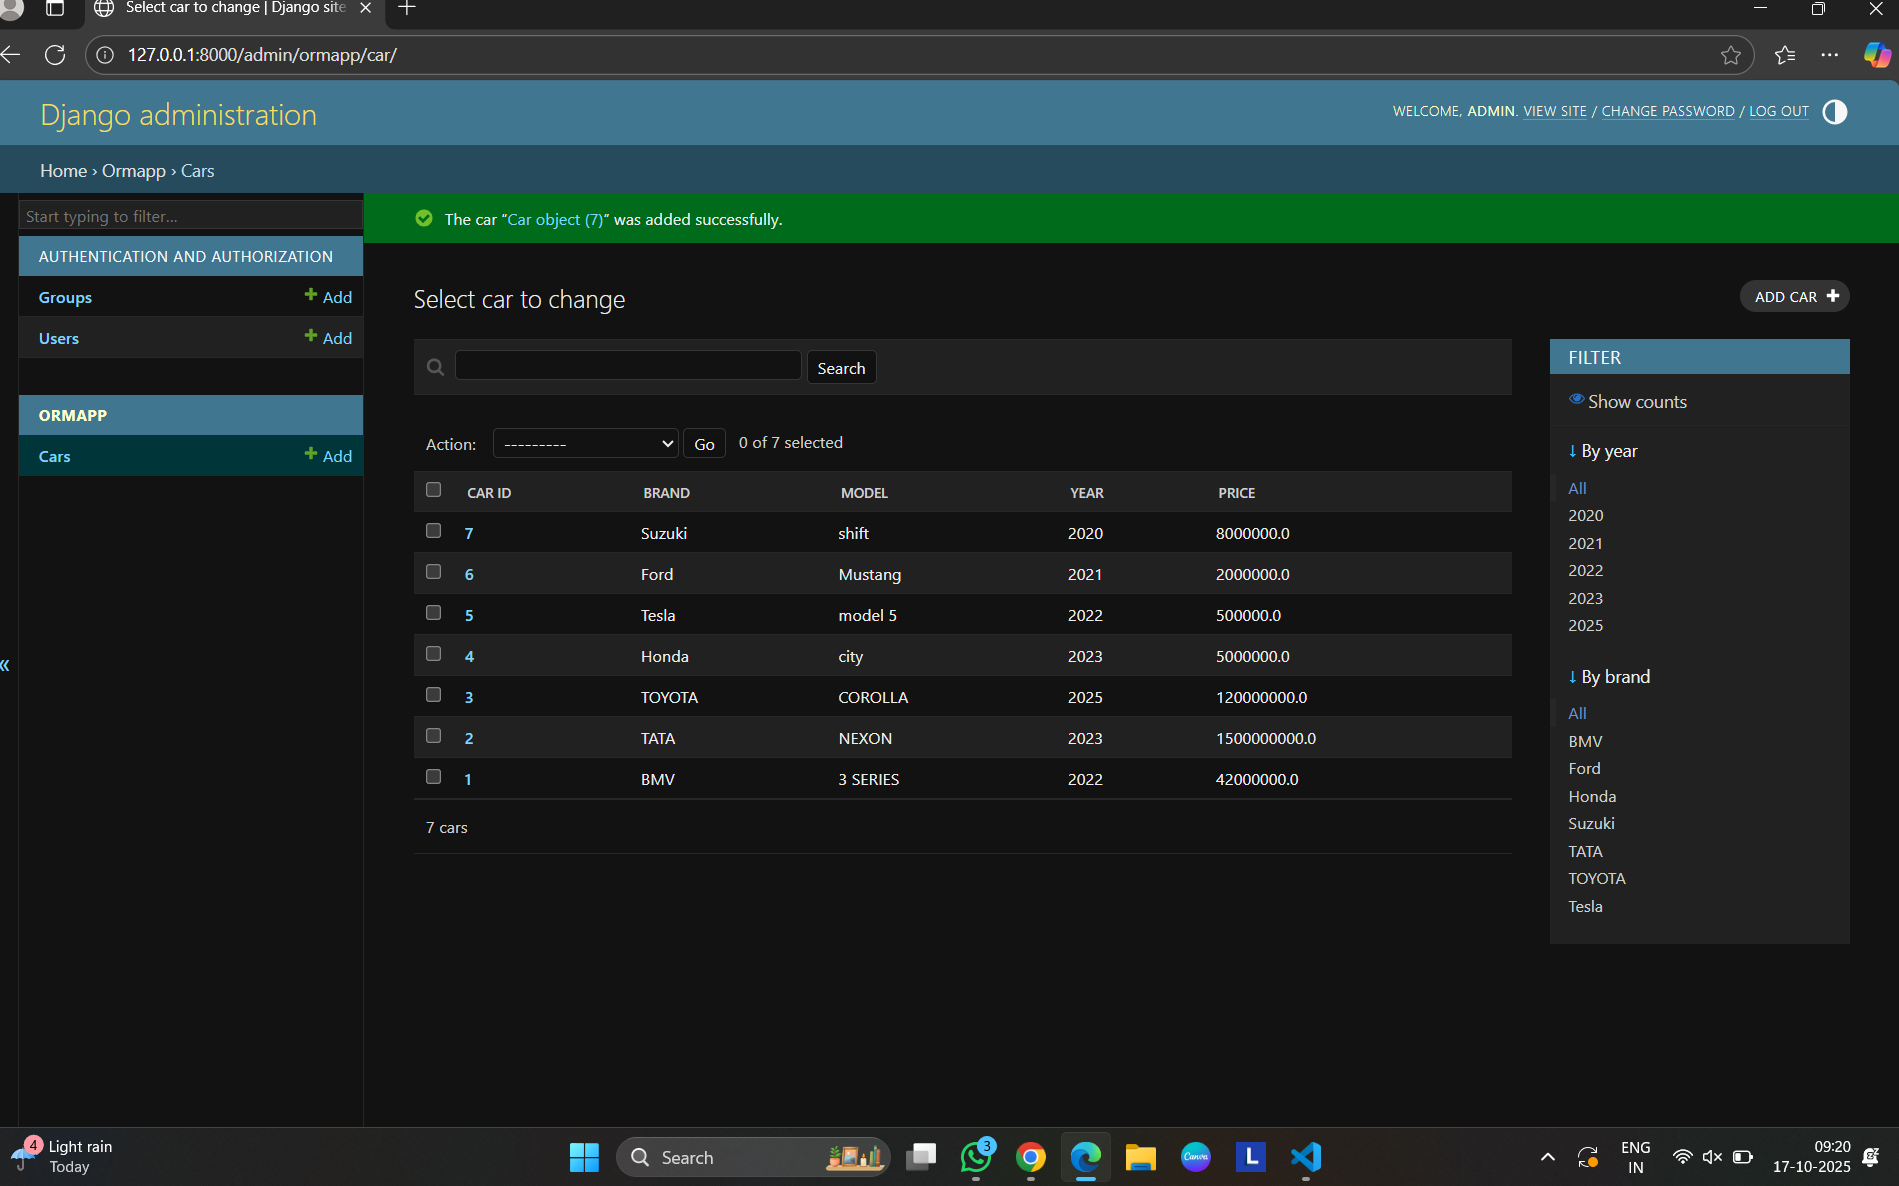 Select car to change | Django site
127.0.0.1:8000/admin/ormapp/car/
Django administration
WELCOME, ADMIN. VIEW SITE / CHANGE PASSWORD / LOG OUT
Home › Ormapp › Cars
Start typing to filter...
AUTHENTICATION AND AUTHORIZATION
Groups Add
Users Add
ORMAPP
Cars Add
The car “Car object (7)” was added successfully.
Select car to change
ADD CAR
Search
Action: --------- Go 0 of 7 selected
CAR ID BRAND MODEL YEAR PRICE
7 Suzuki shift 2020 8000000.0
6 Ford Mustang 2021 2000000.0
5 Tesla model 5 2022 500000.0
4 Honda city 2023 5000000.0
3 TOYOTA COROLLA 2025 120000000.0
2 TATA NEXON 2023 1500000000.0
1 BMV 3 SERIES 2022 42000000.0
7 cars
FILTER
Show counts
↓ By year
All
2020
2021
2022
2023
2025
↓ By brand
All
BMV
Ford
Honda
Suzuki
TATA
TOYOTA
Tesla
4
Light rain
Today
Search
3
Canva
L
ENG
IN
09:20
17-10-2025